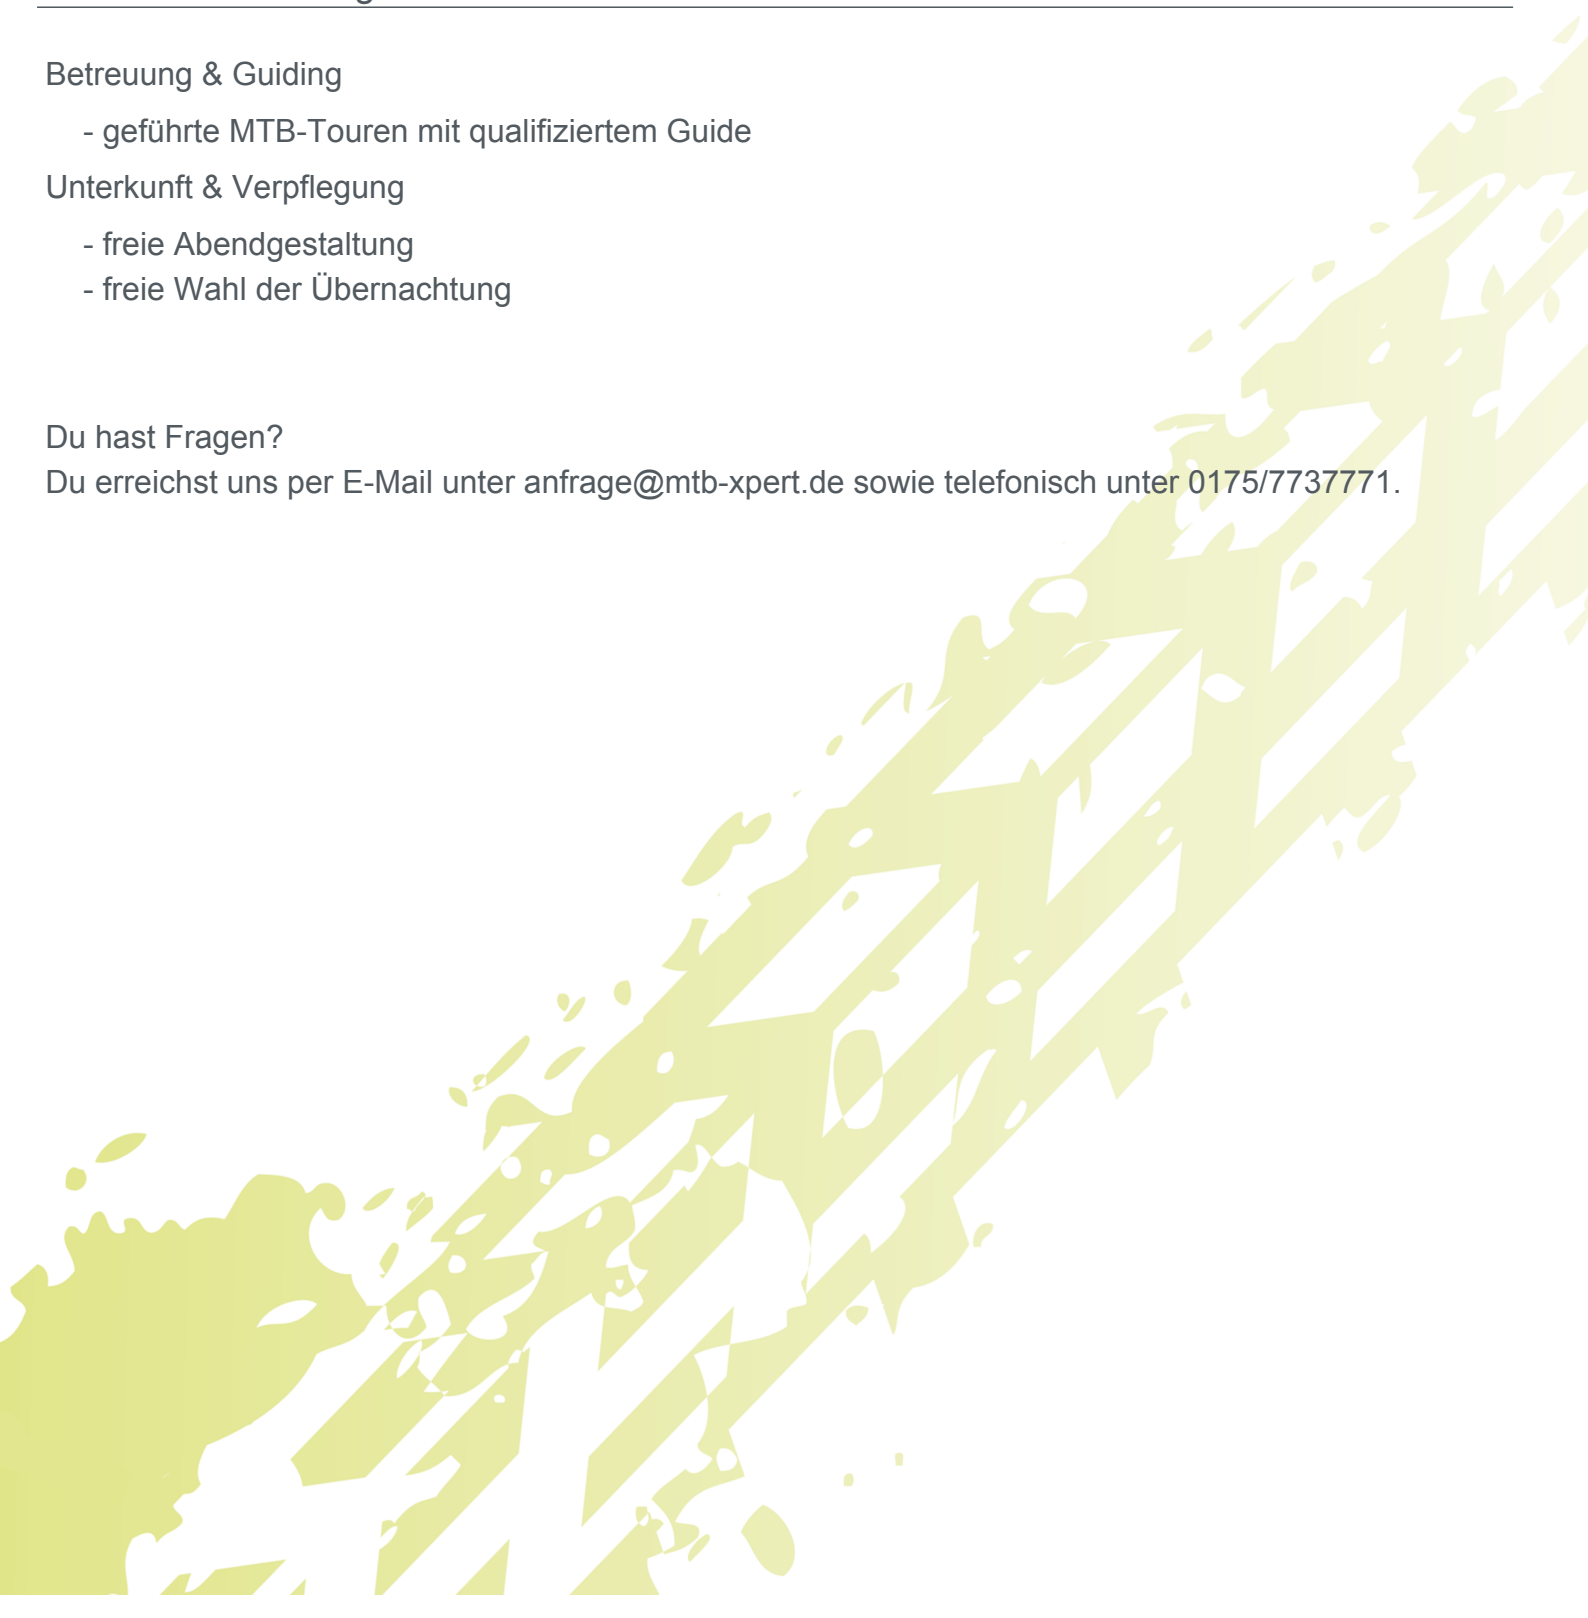 Betreuung & Guiding
- geführte MTB-Touren mit qualifiziertem Guide
Unterkunft & Verpflegung
- freie Abendgestaltung
- freie Wahl der Übernachtung
Du hast Fragen?
Du erreichst uns per E-Mail unter anfrage@mtb-xpert.de sowie telefonisch unter 0175/7737771.